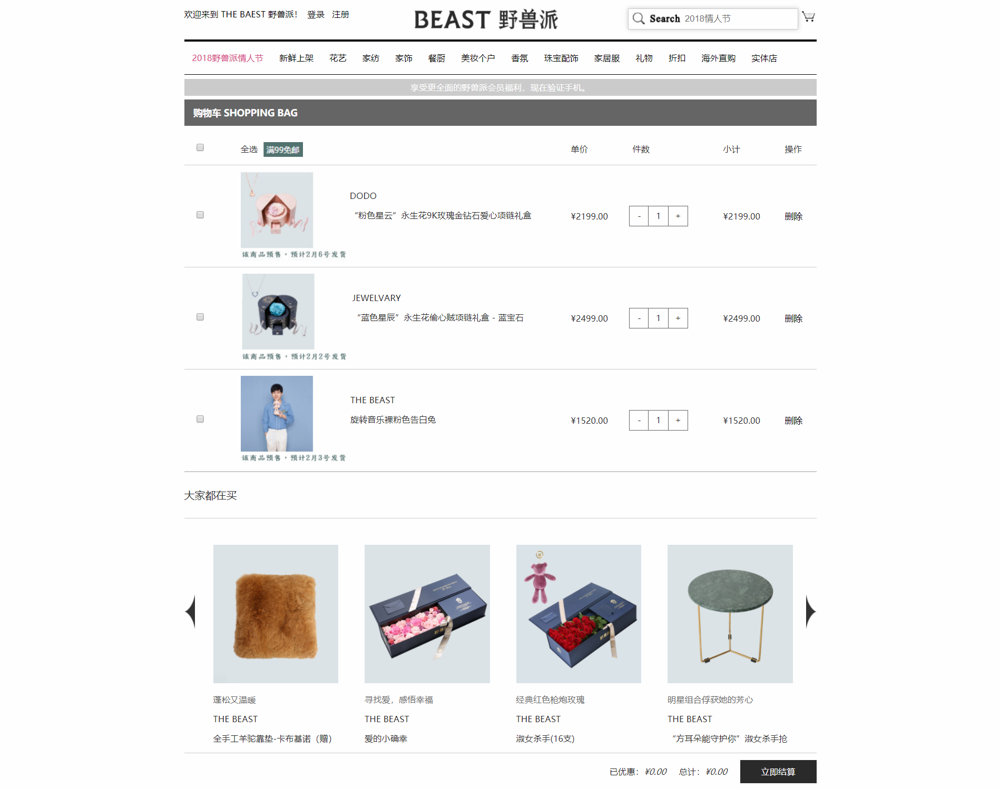 欢迎来到 THE BAEST 野兽派！ 登录 注册
BEAST 野兽派
Search 2018情人节
2018野兽派情人节 新鲜上架 花艺 家纺 家饰 餐厨 美妆个户 香氛 珠宝配饰 家居服 礼物 折扣 海外直购 实体店
享受更全面的野兽派会员福利，现在验证手机。
购物车 SHOPPING BAG
全选 满99免邮 单价 件数 小计 操作
DODO
“粉色星云”永生花9K玫瑰金钻石爱心项链礼盒 ¥2199.00 - 1 + ¥2199.00 删除
该商品预售，预计2月6号发货
JEWELVARY
“蓝色星辰”永生花偷心贼项链礼盒 - 蓝宝石 ¥2499.00 - 1 + ¥2499.00 删除
该商品预售，预计2月2号发货
THE BEAST
旋转音乐裸粉色告白兔 ¥1520.00 - 1 + ¥1520.00 删除
该商品预售，预计2月3号发货
大家都在买
野兽派
蓬松又温暖 寻找爱，感悟幸福 经典红色枪炮玫瑰 明星组合俘获她的芳心
THE BEAST THE BEAST THE BEAST THE BEAST
全手工羊驼靠垫-卡布基诺（赠） 爱的小确幸 淑女杀手(16支) “方耳朵能守护你”淑女杀手抢
已优惠：¥0.00 总计：¥0.00 立即结算